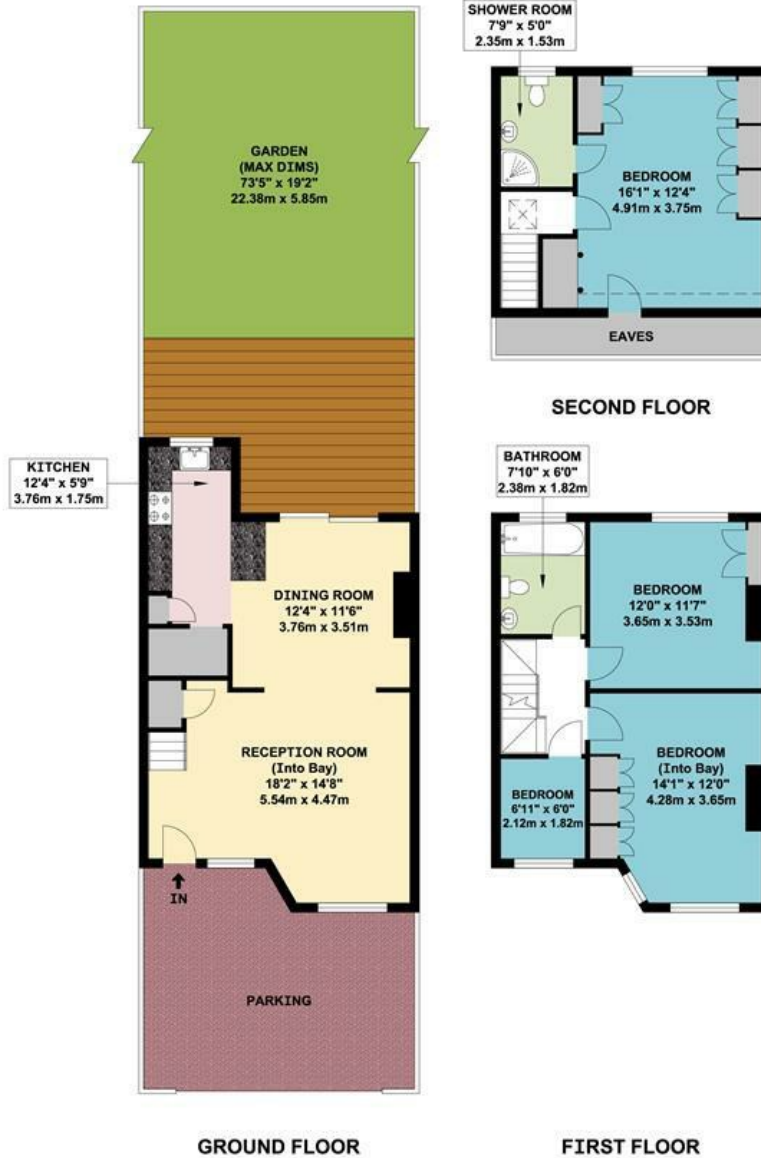 SHOWER ROOM
7'9" x 5'0"
2.35m x 1.53m
GARDEN
(MAX DIMS)
73'5" x 19'2"
22.38m x 5.85m
BEDROOM
16'1" x 12'4"
4.91m x 3.75m
EAVES
SECOND FLOOR
KITCHEN
12'4" x 5'9"
3.76m x 1.75m
BATHROOM
7'10" x 6'0"
2.38m x 1.82m
DINING ROOM
12'4" x 11'6"
3.76m x 3.51m
BEDROOM
12'0" x 11'7"
3.65m x 3.53m
RECEPTION ROOM
(Into Bay)
18'2" x 14'8"
5.54m x 4.47m
BEDROOM
(Into Bay)
14'1" x 12'0"
4.28m x 3.65m
BEDROOM
6'11" x 6'0"
2.12m x 1.82m
IN
PARKING
GROUND FLOOR
FIRST FLOOR